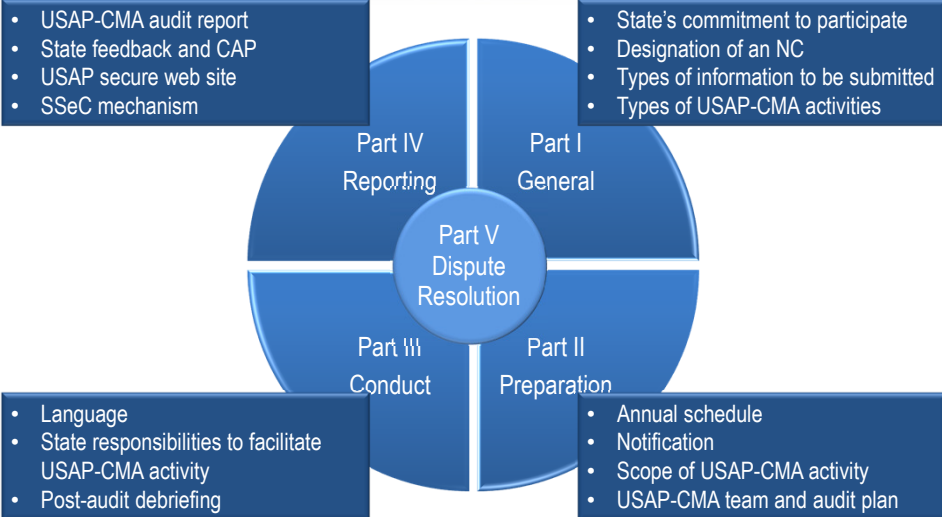 • USAP-CMA audit report
• State feedback and CAP
• USAP secure web site
• SSeC mechanism
• State’s commitment to participate
• Designation of an NC
• Types of information to be submitted
• Types of USAP-CMA activities
Part IV
Reporting
Part I
General
Part V
Dispute
Resolution
Part III
Conduct
Part II
Preparation
• Language
• State responsibilities to facilitate
USAP-CMA activity
• Post-audit debriefing
• Annual schedule
• Notification
• Scope of USAP-CMA activity
• USAP-CMA team and audit plan